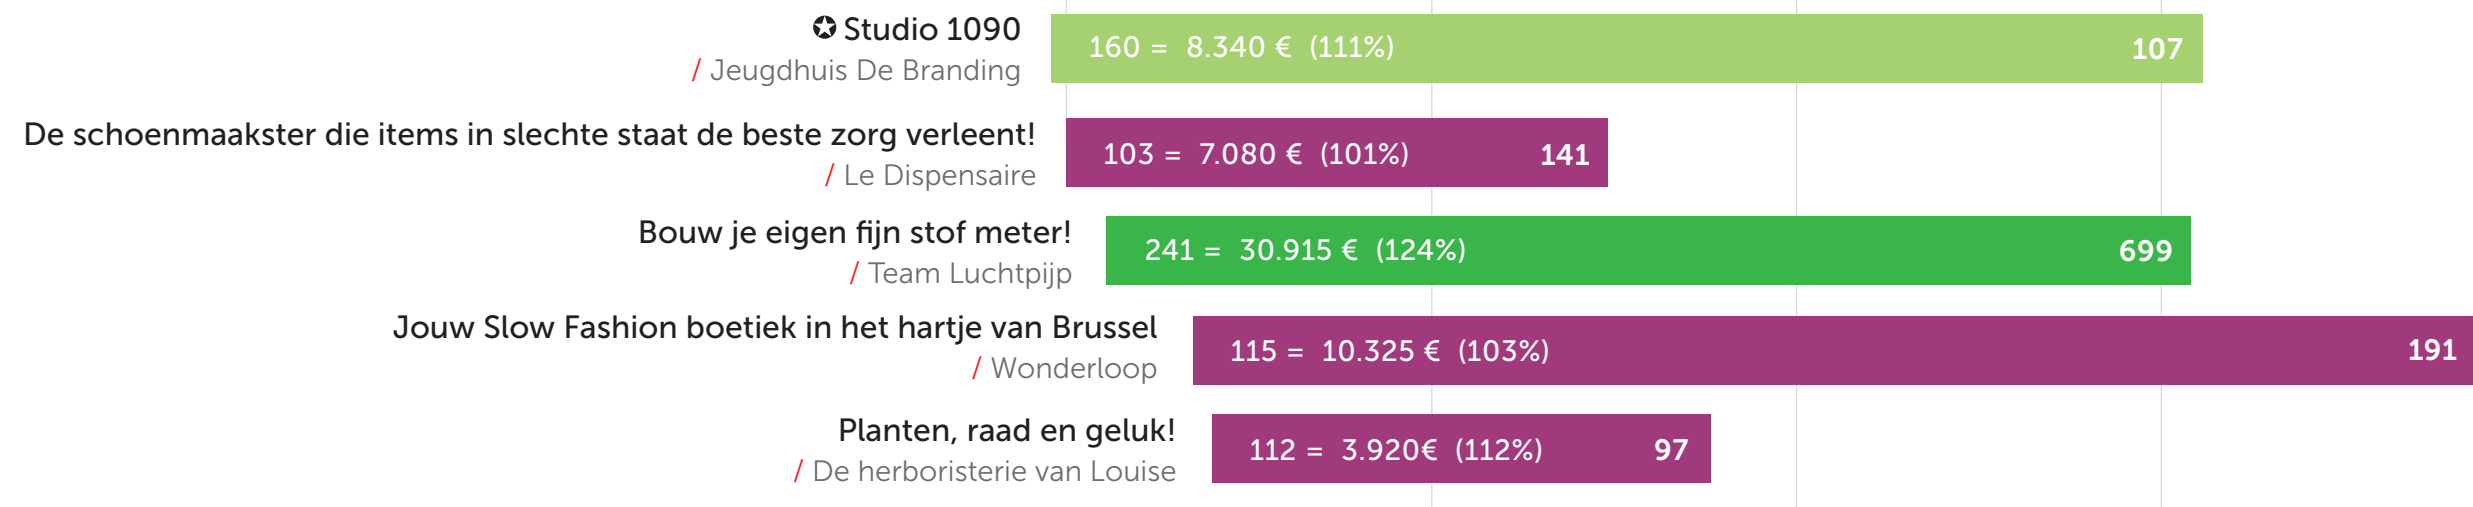 ✪ Studio 1090
/ Jeugdhuis De Branding
160 = 8.340 € (111%) 107
De schoenmaakster die items in slechte staat de beste zorg verleent!
/ Le Dispensaire
103 = 7.080 € (101%) 141
Bouw je eigen fijn stof meter!
/ Team Luchtpijp
241 = 30.915 € (124%) 699
Jouw Slow Fashion boetiek in het hartje van Brussel
/ Wonderloop
115 = 10.325 € (103%) 191
Planten, raad en geluk!
/ De herboristerie van Louise
112 = 3.920€ (112%) 97